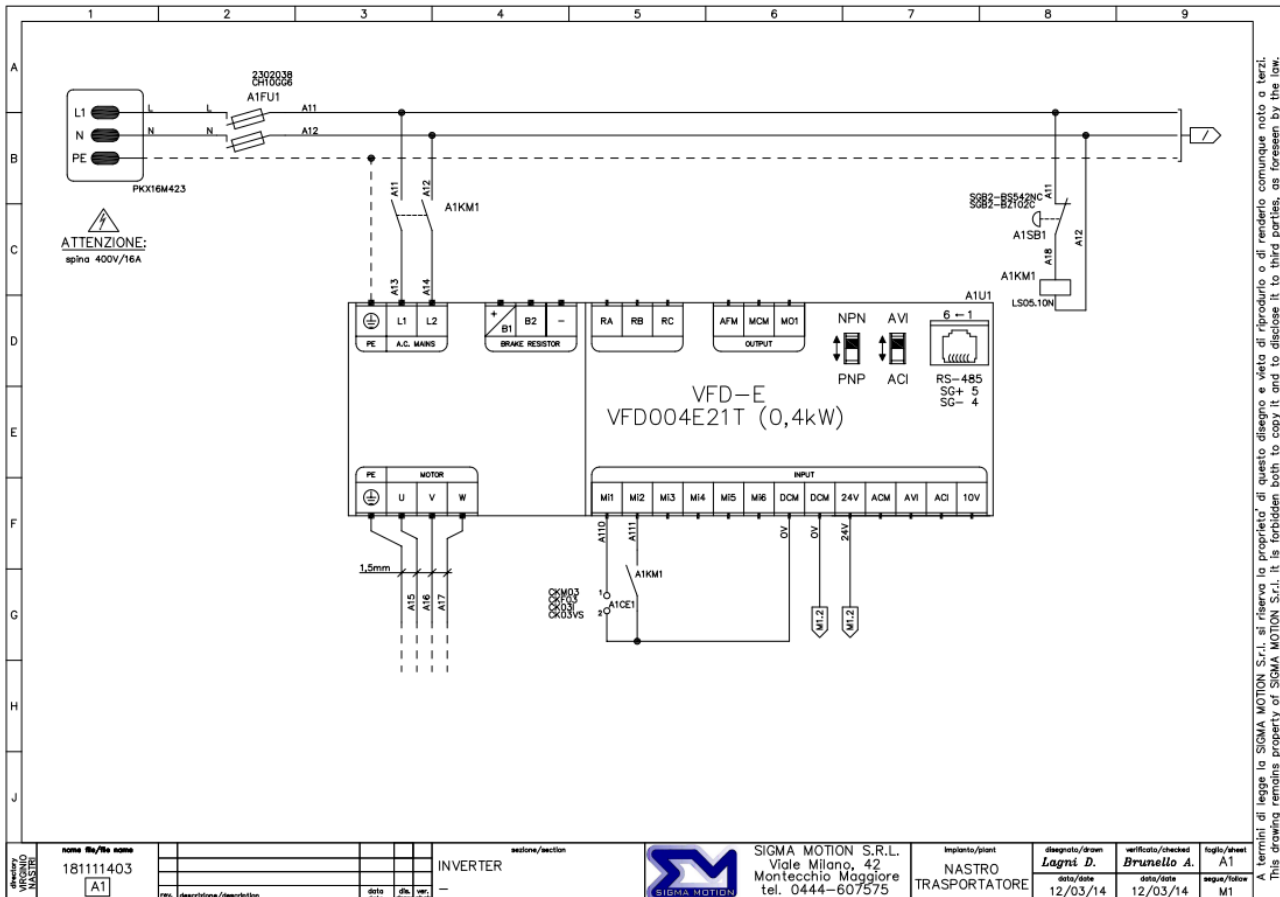 1 2 3 4 5 6 7 8 9
A
B
C
D
E
F
G
H
J
L1
N
PE
PKX16M423
ATTENZIONE:
spina 400V/16A
L L
N N
2302038
CH10GG6
A1FU1
A11
A12
A11
A12
A1KM1
A13
A14
SGB2-BS542NC
SGB2-BZ102C
A1SB1
A11
A12
A18
A1KM1
LS05.10N
/
A1U1
L1 L2
PE A.C. MAINS
+ B1 B2 -
BRAKE RESISTOR
RA RB RC
AFM MCM MO1
OUTPUT
NPN AVI
PNP ACI
6 ← 1
RS-485
SG+ 5
SG- 4
VFD-E
VFD004E21T (0,4kW)
PE MOTOR
U V W
INPUT
Mi1 Mi2 Mi3 Mi4 Mi5 Mi6 DCM DCM 24V ACM AVI ACI 10V
1,5mm
A15
A16
A17
A110
A111
0V
0V
24V
A1KM1
CKM03
CKF03
CK03I
CK03VS
1
2
A1CE1
M1.2
M1.2
directory
VIRGINIO
NASTRI
nome file/file name
181111403
A1
rev. descrizione/description data dis. ver.
sezione/section
INVERTER
-
SIGMA MOTION
SIGMA MOTION S.R.L.
Viale Milano, 42
Montecchio Maggiore
tel. 0444-607575
impianto/plant
NASTRO
TRASPORTATORE
disegnato/drawn
Lagni D.
data/date
12/03/14
verificato/checked
Brunello A.
data/date
12/03/14
foglio/sheet
A1
segue/follow
M1
A termini di legge la SIGMA MOTION S.r.l. si riserva la proprieta' di questo disegno e vieta di riprodurlo o di renderlo comunque noto a terzi.
This drawing remains property of SIGMA MOTION S.r.l. it is forbidden both to copy it and to disclose it to third parties, as foreseen by the law.